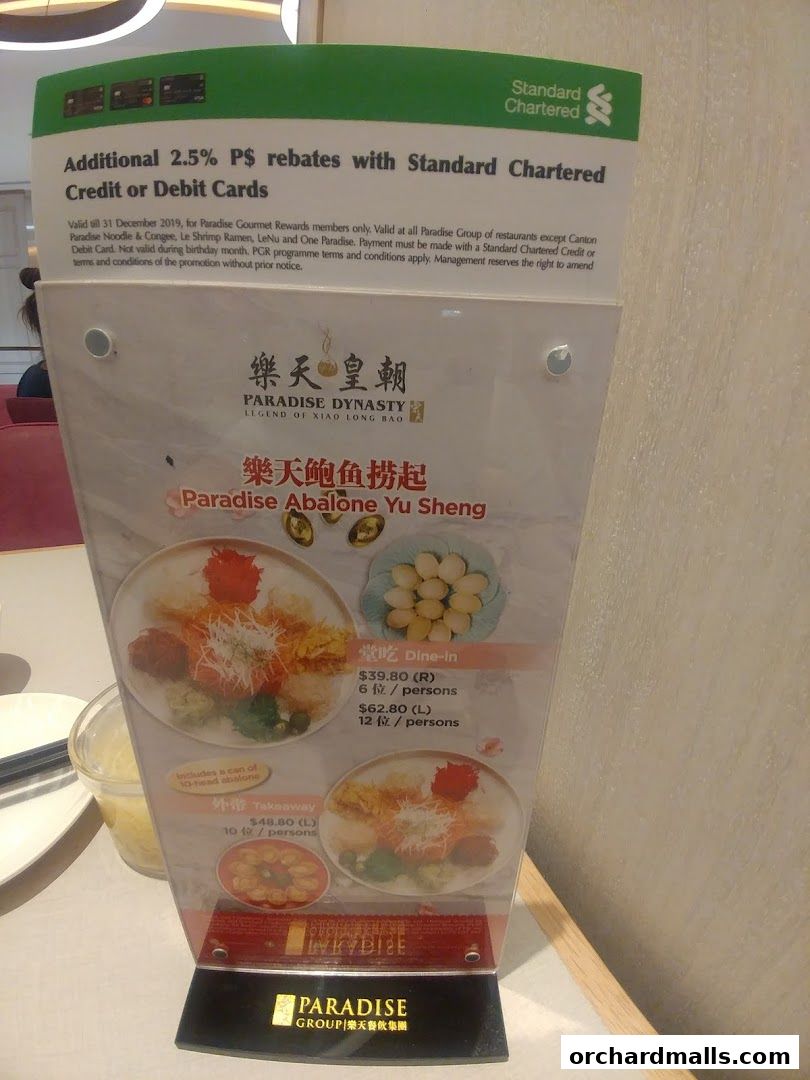 Standard
Chartered
Additional 2.5% P$ rebates with Standard Chartered
Credit or Debit Cards
Valid till 31 December 2019, for Paradise Gourmet Rewards members only. Valid at all Paradise Group of restaurants except Canton
Paradise Noodle & Congee, Le Shrimp Ramen, LeNu and One Paradise. Payment must be made with a Standard Chartered Credit or
Debit Card. Not valid during birthday month. PGR programme terms and conditions apply. Management reserves the right to amend
terms and conditions of the promotion without prior notice.
樂天皇朝
PARADISE DYNASTY
LEGEND OF XIAO LONG BAO
樂天鲍鱼捞起
Paradise Abalone Yu Sheng
堂吃 Dine-in
$39.80 (R)
6 位 / persons
$62.80 (L)
12 位 / persons
Includes a can of
10-head abalone
外带 Takeaway
$48.80 (L)
10 位 / persons
PARADISE
GROUP|樂天餐飲集團
orchardmalls.com